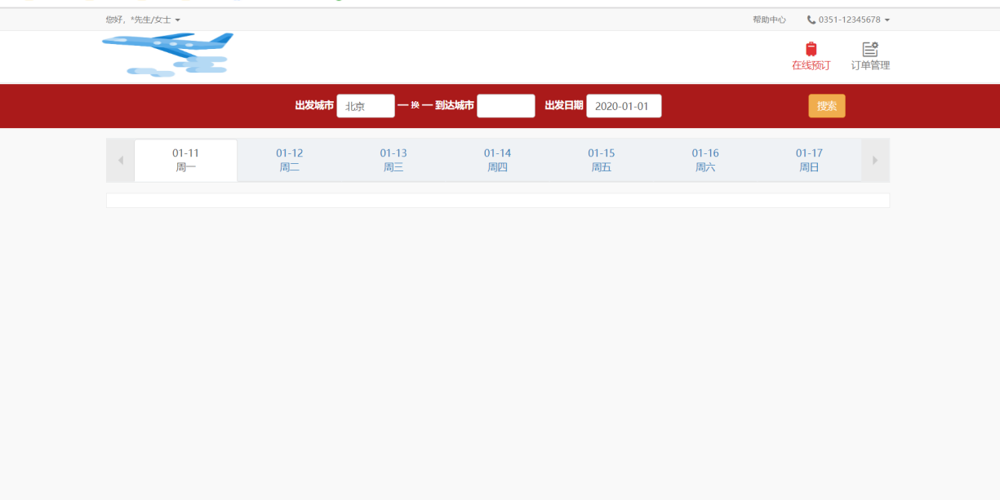 您好，*先生/女士
帮助中心 0351-12345678
在线预订 订单管理
出发城市 北京 — 换 — 到达城市 出发日期 2020-01-01 搜索
01-11 01-12 01-13 01-14 01-15 01-16 01-17
周一 周二 周三 周四 周五 周六 周日